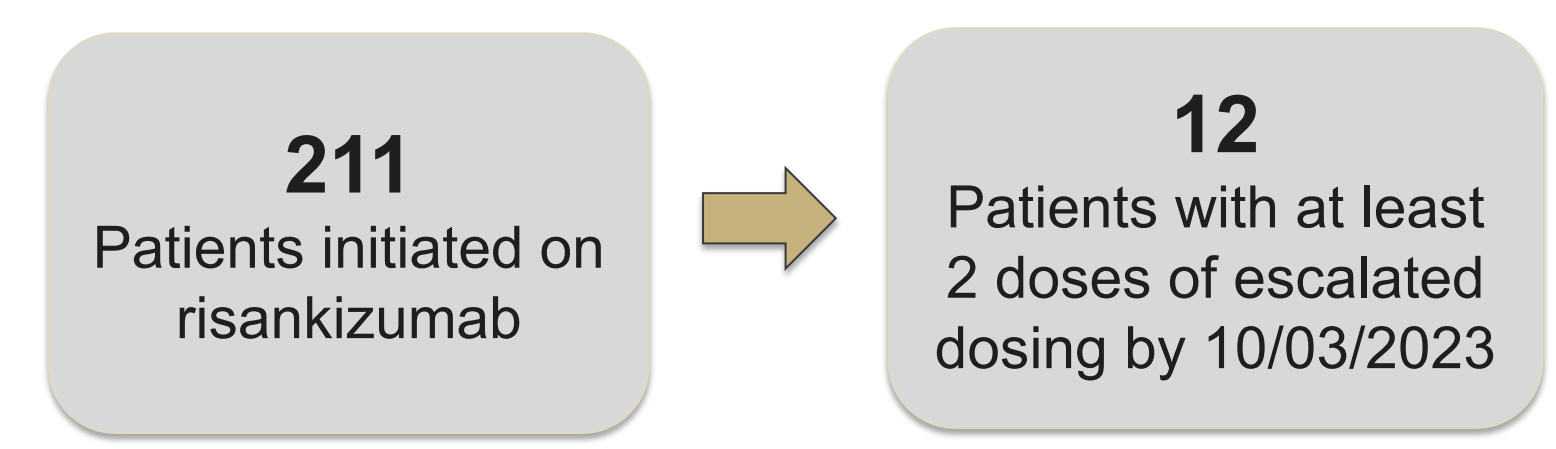 211
Patients initiated on
risankizumab
12
Patients with at least
2 doses of escalated
dosing by 10/03/2023